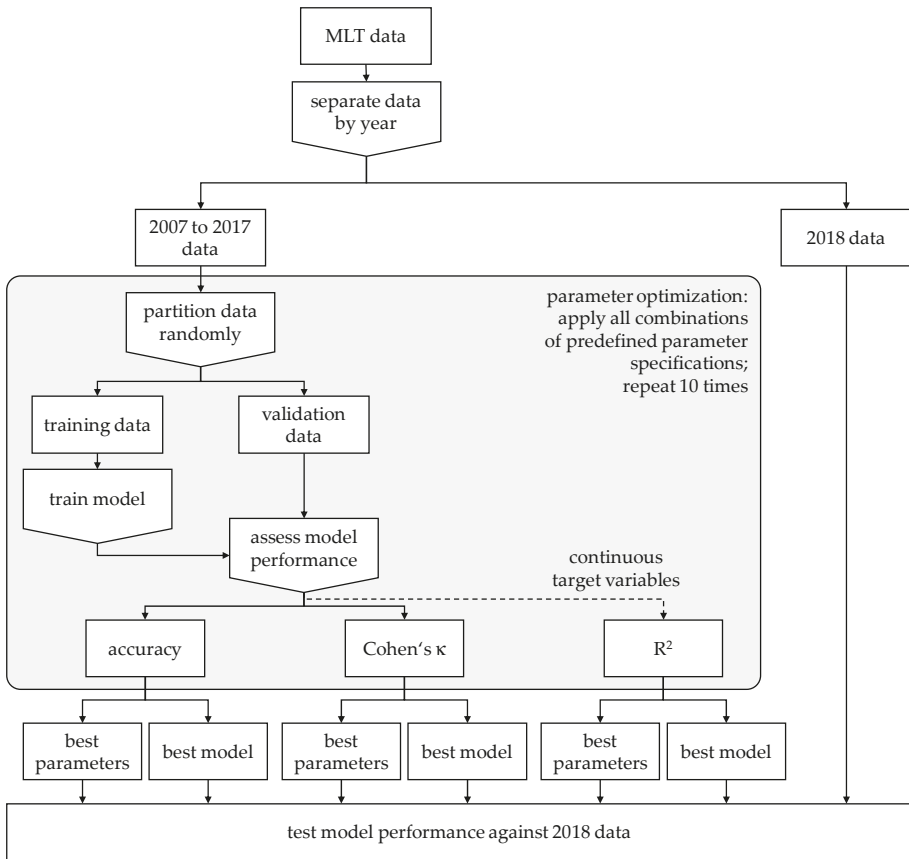 MLT data
separate data
by year
2007 to 2017
data
2018 data
partition data
randomly
parameter optimization:
apply all combinations
of predefined parameter
specifications;
repeat 10 times
training data
validation
data
train model
assess model
performance
continuous
target variables
accuracy
Cohen‘s κ
R²
best
parameters
best model
best
parameters
best model
best
parameters
best model
test model performance against 2018 data